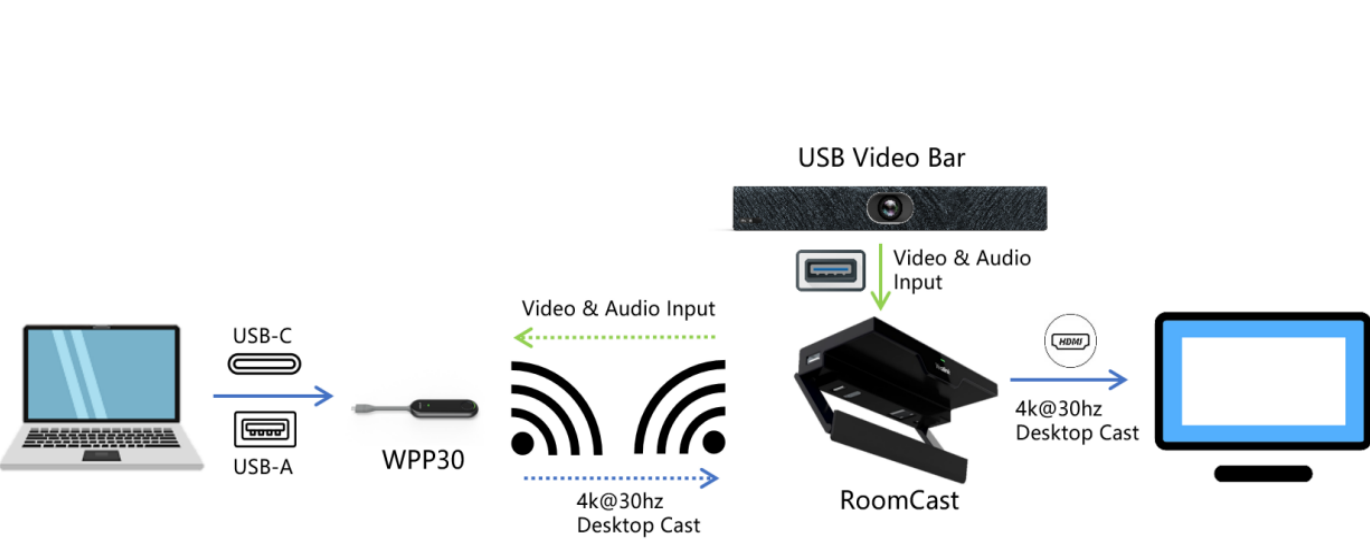 USB Video Bar
Video & Audio
Input
Video & Audio Input
USB-C
HDMI
4k@30hz
Desktop Cast
USB-A
WPP30
RoomCast
4k@30hz
Desktop Cast